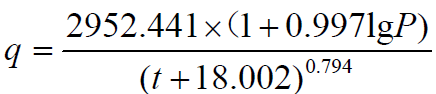 q = 2952.441×(1+0.997lgP) / (t+18.002)^0.794